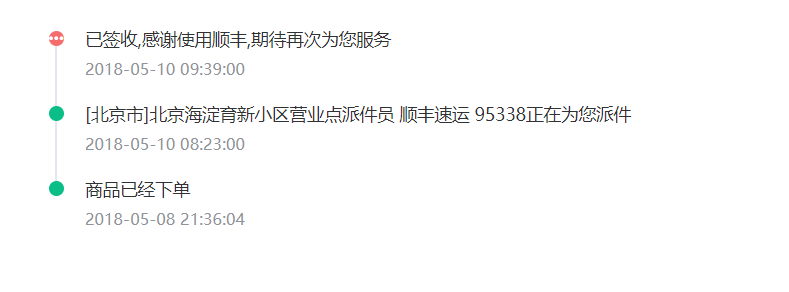 已签收,感谢使用顺丰,期待再次为您服务
2018-05-10 09:39:00
[北京市]北京海淀育新小区营业点派件员 顺丰速运 95338正在为您派件
2018-05-10 08:23:00
商品已经下单
2018-05-08 21:36:04